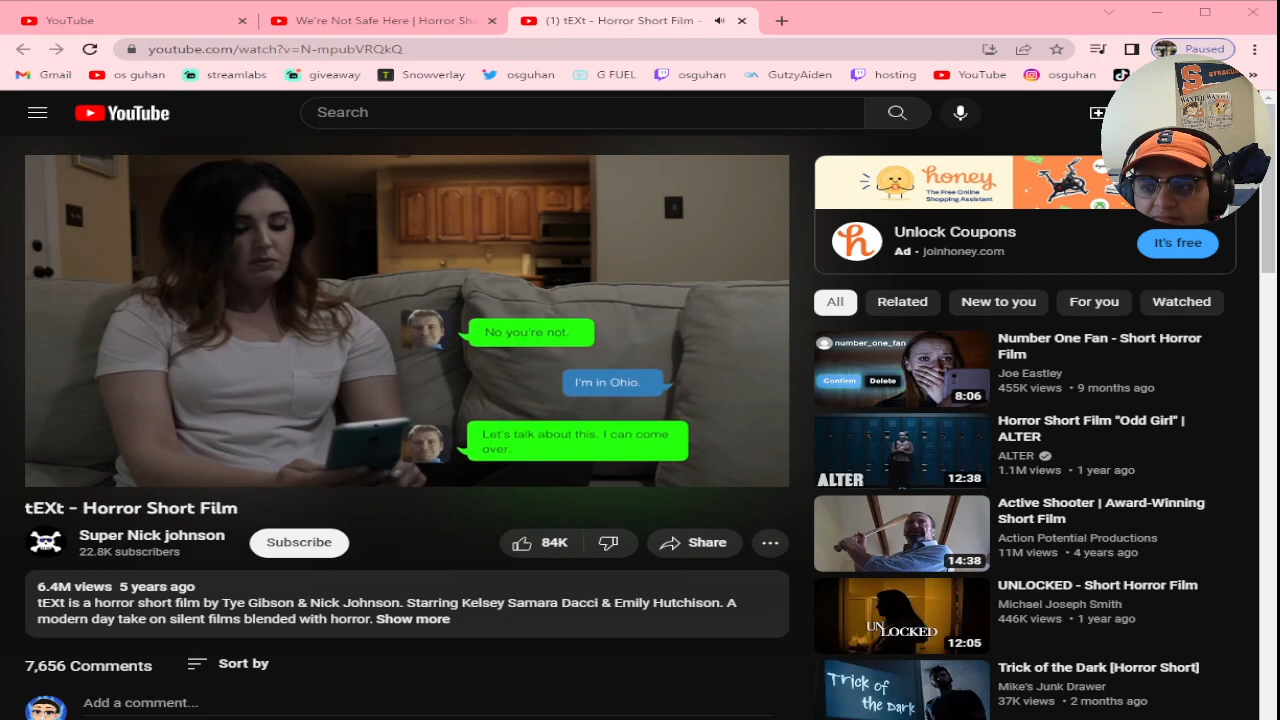 YouTube
We're Not Safe Here | Horror Sho
(1) tEXt - Horror Short Film -
youtube.com/watch?v=N-mpubVRQkQ
Paused
Gmail
os guhan
streamlabs
giveaway
Snowverlay
osguhan
G FUEL
osguhan
GutzyAiden
hosting
YouTube
osguhan
YouTube
Search
No you're not.
I'm in Ohio.
Let's talk about this. I can come
over.
tEXt - Horror Short Film
Super Nick johnson
22.8K subscribers
Subscribe
84K
Share
6.4M views 5 years ago
tEXt is a horror short film by Tye Gibson & Nick Johnson. Starring Kelsey Samara Dacci & Emily Hutchison. A
modern day take on silent films blended with horror. Show more
7,656 Comments
Sort by
Add a comment...
honey
The Free Online
Shopping Assistant
Unlock Coupons
Ad - joinhoney.com
It's free
All
Related
New to you
For you
Watched
number_one_fan
Confirm
Delete
8:06
Number One Fan - Short Horror
Film
Joe Eastley
455K views • 9 months ago
ALTER
12:38
Horror Short Film "Odd Girl" |
ALTER
ALTER
1.1M views • 1 year ago
14:38
Active Shooter | Award-Winning
Short Film
Action Potential Productions
11M views • 4 years ago
UNLOCKED
12:05
UNLOCKED - Short Horror Film
Michael Joseph Smith
446K views • 1 year ago
Trick of
the Dark
Trick of the Dark [Horror Short]
Mike's Junk Drawer
37K views • 2 months ago
S
WANTED
WANTED
S